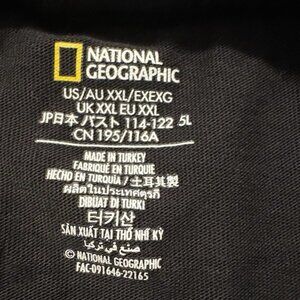 NATIONAL
GEOGRAPHIC
US/AU XXL/EXEXG
UK XXL EU XXL
JP日本 バスト 114-122 5L
CN 195/116A
MADE IN TURKEY
FABRIQUÉ EN TURQUIE
HECHO EN TURQUÍA / 土耳其製
ผลิตในประเทศตุรกี
DIBUAT DI TURKI
터키산
SẢN XUẤT TẠI THỔ NHĨ KỲ
صنع في تركيا
© NATIONAL GEOGRAPHIC
FAC-091646-22165